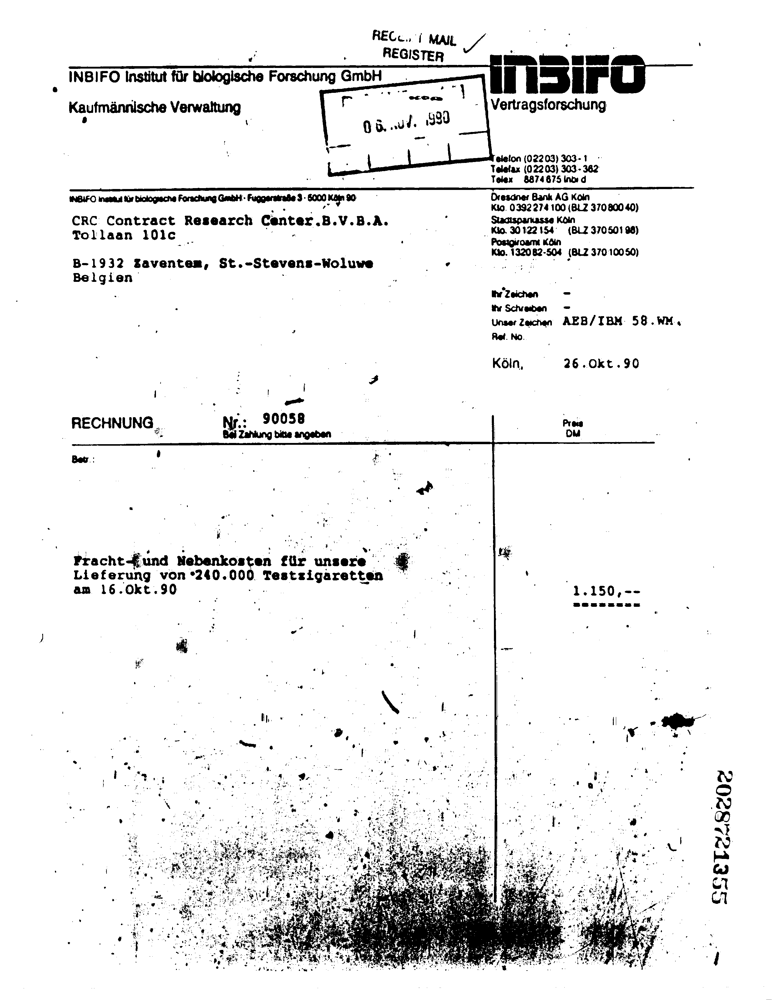 MAIL
REGISTER
INBIFO Institut für biologische Forschung GmbH
INBIFO
Kaufmännische Verwaltung
Vertragsforschung
1990
Telefon (02203) 303-1
Telefax (02203) 303-362
Telex 8874675 inbi d
INBIFO Institut für biologische Forschung GmbH · Fuggerstraße 3 · 5000 Köln 90
Dresdner Bank AG Köln
Kto. 0392274100 (BLZ 37080040)
CRC Contract Research Center.B.V.B.A.
Stadtsparkasse Köln
Tollaan 101c
Kto. 30122154 (BLZ 37050198)
Postgiroamt Köln
Kto. 132082-504 (BLZ 37010050)
B-1932 Zaventem, St.-Stevens-Woluwe
Belgien
Ihr Zeichen –
Ihr Schreiben –
Unser Zeichen AEB/IBM 58.WM.
Ref. No.
Köln, 26.Okt.90
RECHNUNG Nr.: 90058
Bei Zahlung bitte angeben
Preis
DM
Betr.:
Fracht- und Nebenkosten für unsere
Lieferung von 240.000 Testzigaretten
am 16.Okt.90 1.150,--
2028721355